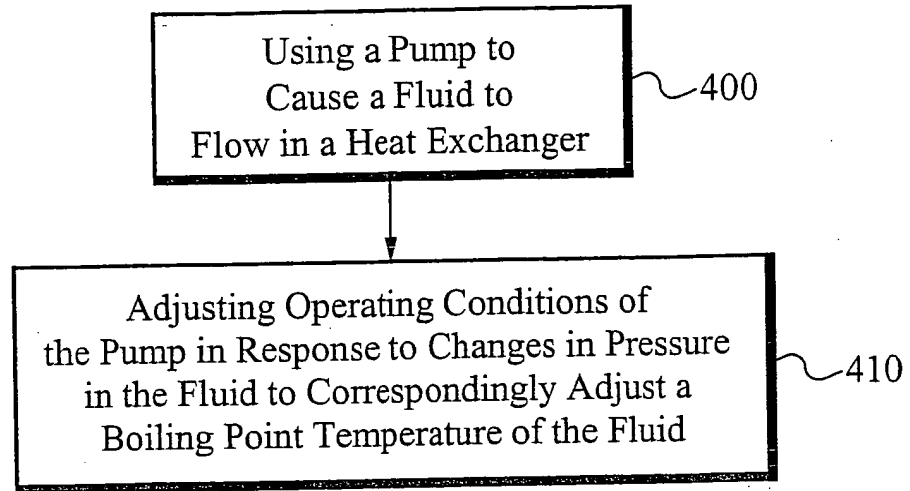 Using a Pump to
Cause a Fluid to
Flow in a Heat Exchanger
400
Adjusting Operating Conditions of
the Pump in Response to Changes in Pressure
in the Fluid to Correspondingly Adjust a
Boiling Point Temperature of the Fluid
410